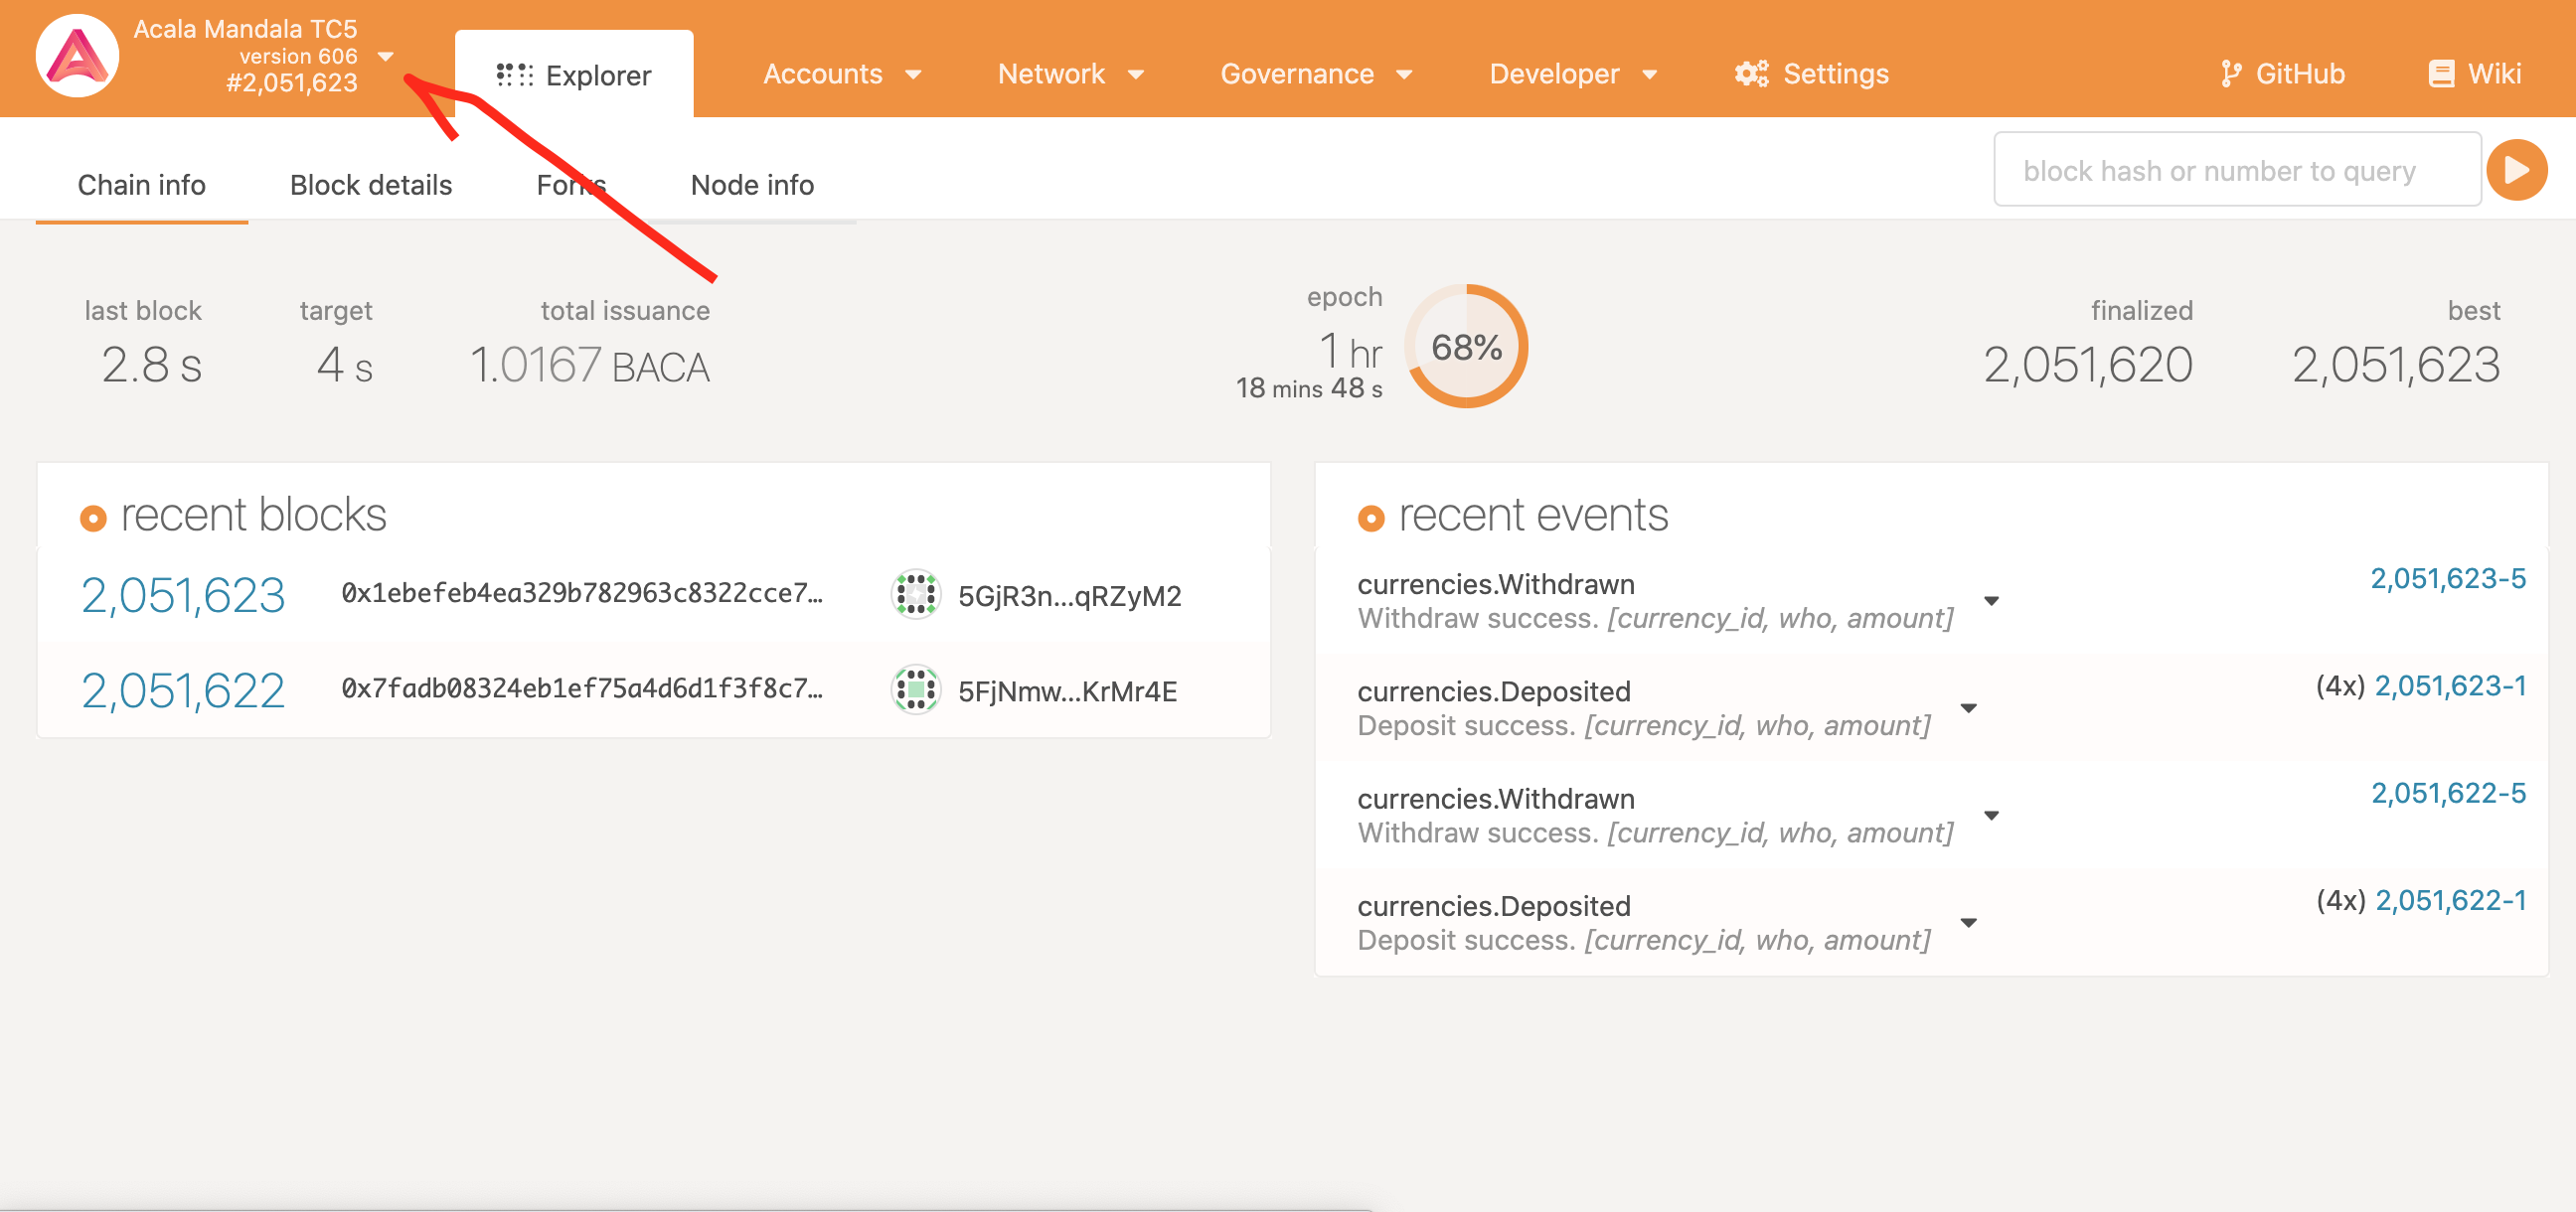 Acala Mandala TC5
version 606
#2,051,623
Explorer
Accounts
Network
Governance
Developer
Settings
GitHub
Wiki
Chain info
Block details
Forks
Node info
block hash or number to query
last block
2.8 s
target
4 s
total issuance
1.0167 BACA
epoch
1 hr
18 mins 48 s
68%
finalized
2,051,620
best
2,051,623
recent blocks
2,051,623 0x1ebefeb4ea329b782963c8322cce7… 5GjR3n…qRZyM2
2,051,622 0x7fadb08324eb1ef75a4d6d1f3f8c7… 5FjNmw…KrMr4E
recent events
currencies.Withdrawn 2,051,623-5
Withdraw success. [currency_id, who, amount]
currencies.Deposited (4x) 2,051,623-1
Deposit success. [currency_id, who, amount]
currencies.Withdrawn 2,051,622-5
Withdraw success. [currency_id, who, amount]
currencies.Deposited (4x) 2,051,622-1
Deposit success. [currency_id, who, amount]